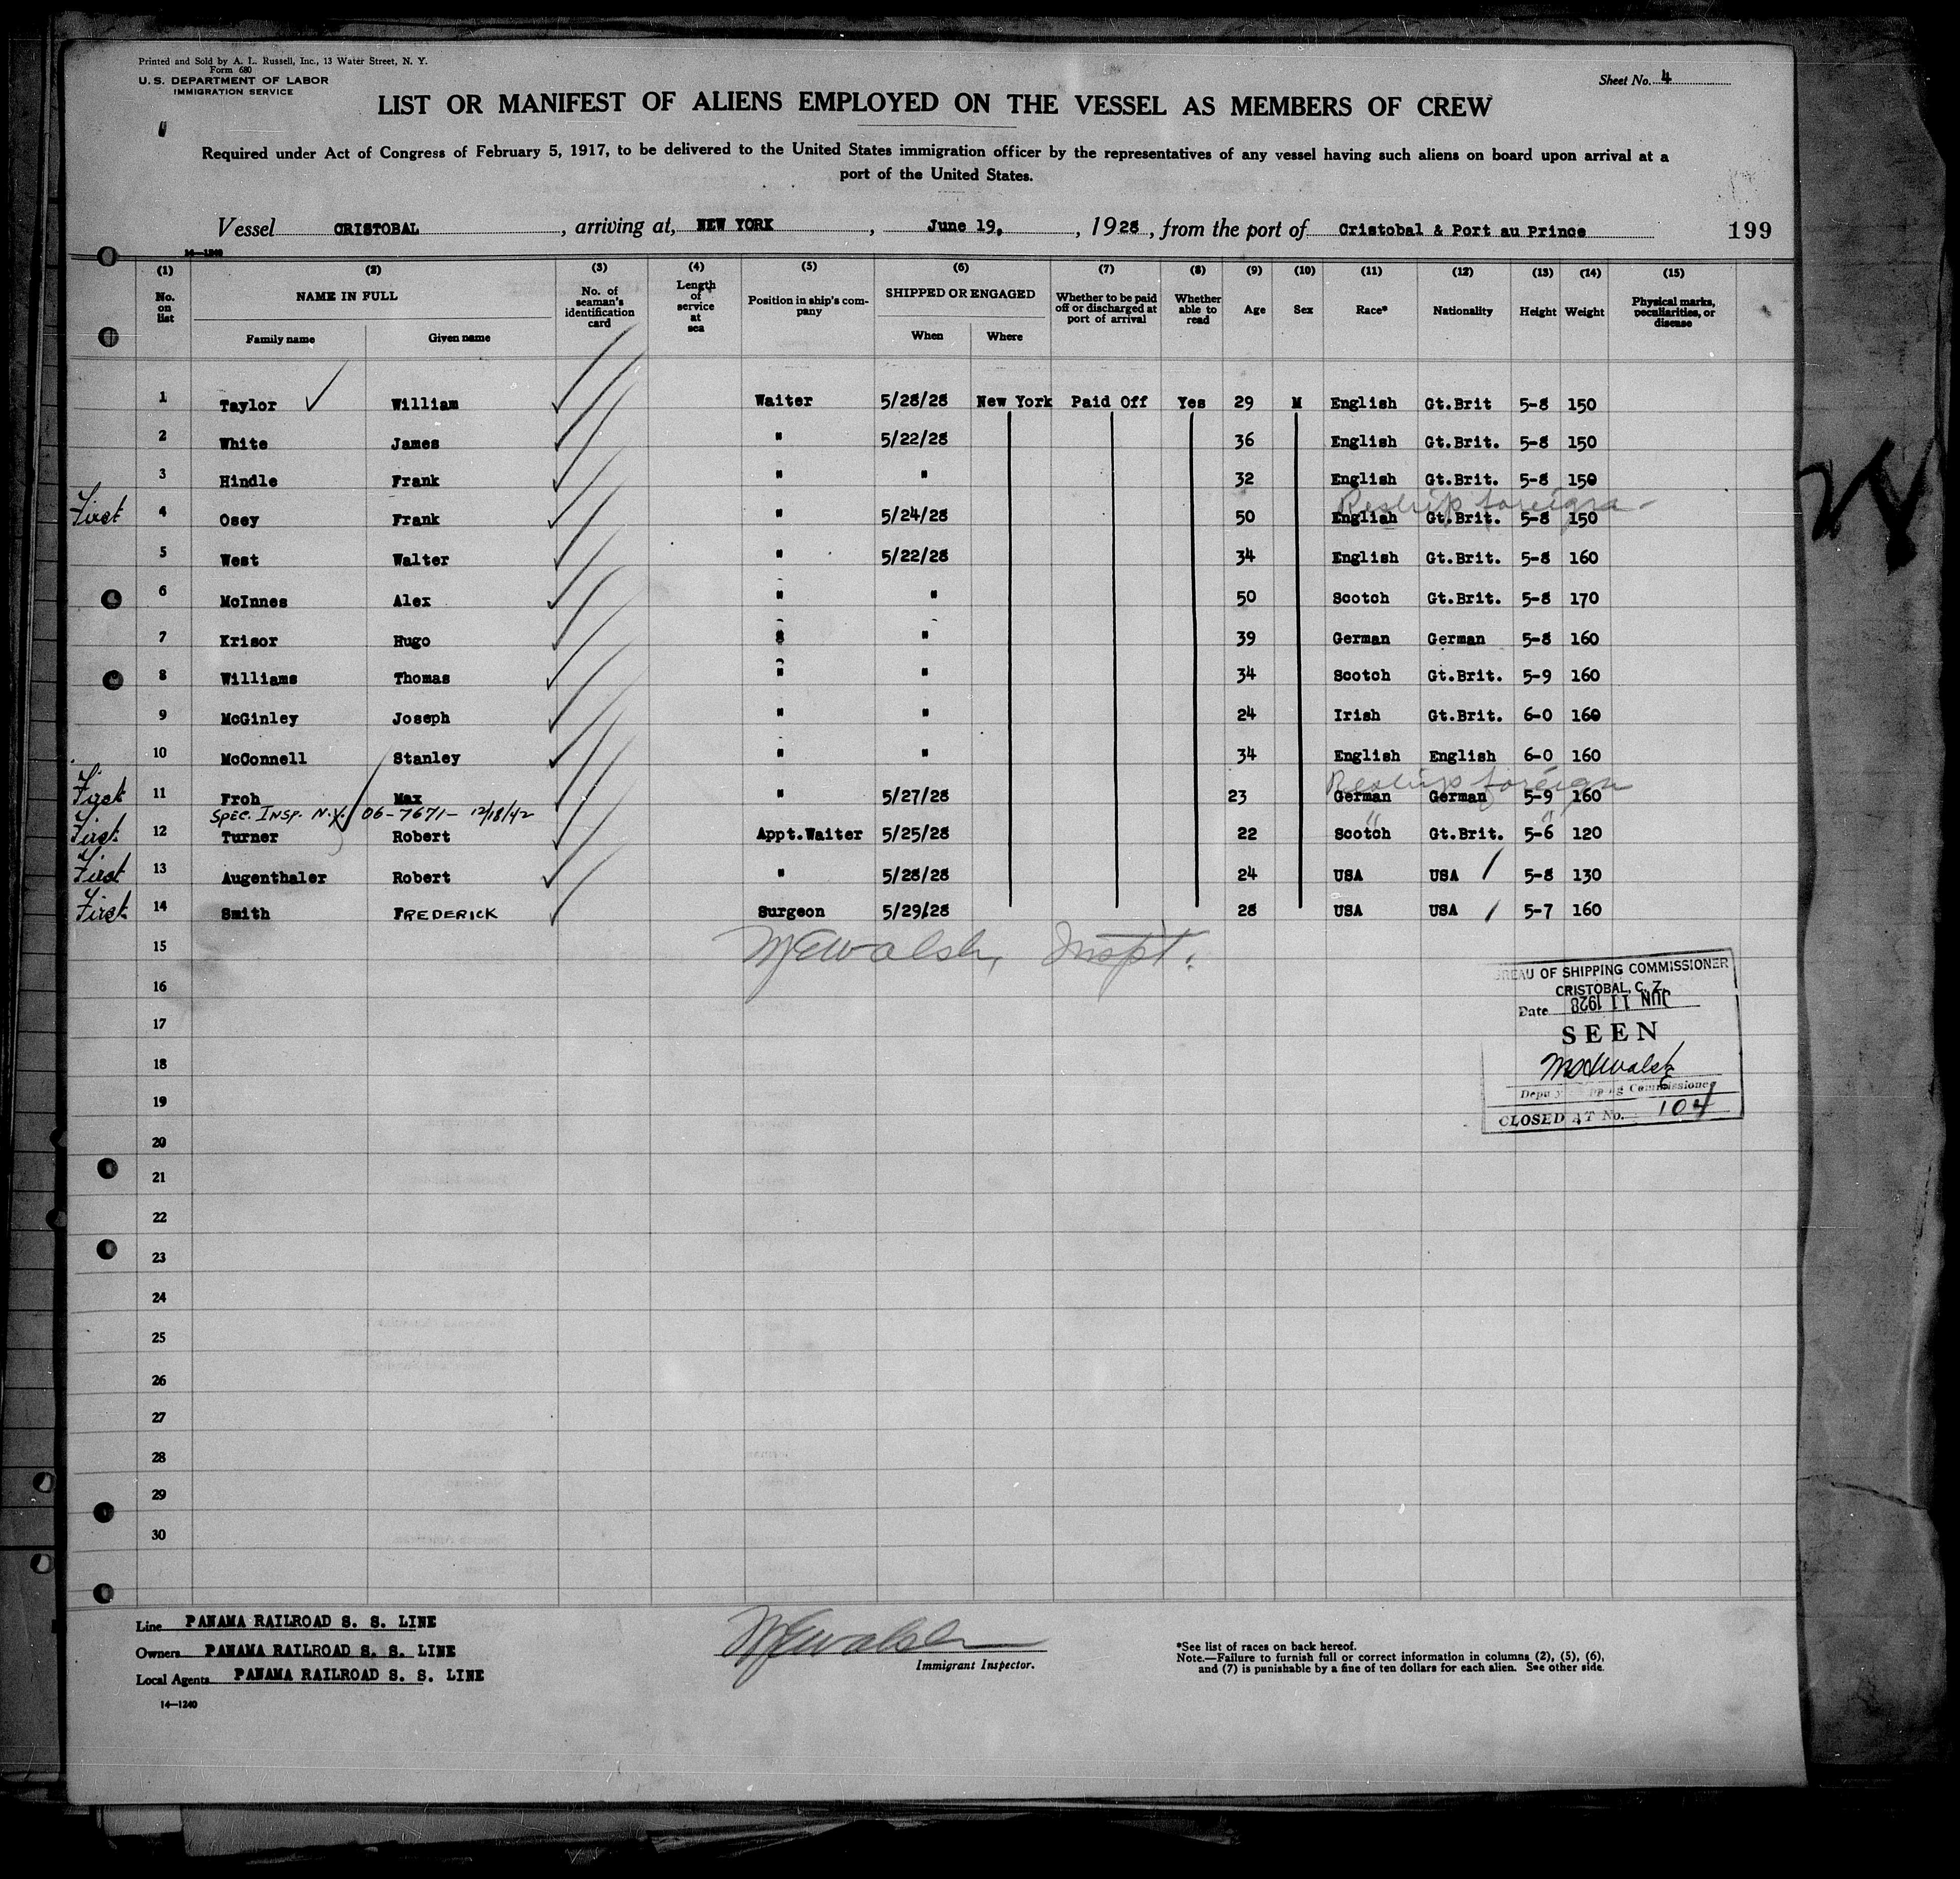 Printed and Sold by A. L. Russell, Inc., 13 Water Street, N. Y.
Form 680
U. S. DEPARTMENT OF LABOR
IMMIGRATION SERVICE
Sheet No. 4
LIST OR MANIFEST OF ALIENS EMPLOYED ON THE VESSEL AS MEMBERS OF CREW
Required under Act of Congress of February 5, 1917, to be delivered to the United States immigration officer by the representatives of any vessel having such aliens on board upon arrival at a
port of the United States.
Vessel CRISTOBAL, arriving at, NEW YORK, June 19, 1928, from the port of Cristobal & Port au Prince 199
14—1240
(1) (2) (3) (4) (5) (6) (7) (8) (9) (10) (11) (12) (13) (14) (15)
No. on list NAME IN FULL No. of seaman's identification card Length of service at sea Position in ship's company SHIPPED OR ENGAGED Whether to be paid off or discharged at port of arrival Whether able to read Age Sex Race* Nationality Height Weight Physical marks, peculiarities, or disease
Family name Given name When Where
1 Taylor William Waiter 5/28/28 New York Paid Off Yes 29 M English Gt.Brit 5-8 150
2 White James " 5/22/28 36 English Gt.Brit. 5-8 150
3 Hindle Frank " " 32 English Gt.Brit. 5-8 150
Reship foreign
First 4 Osey Frank " 5/24/28 50 English Gt.Brit. 5-8 150
5 West Walter " 5/22/28 34 English Gt.Brit. 5-8 160
6 McInnes Alex " " 50 Scotch Gt.Brit. 5-8 170
7 Krisor Hugo " " 39 German German 5-8 160
8 Williams Thomas " " 34 Scotch Gt.Brit. 5-9 160
9 McGinley Joseph " " 24 Irish Gt.Brit. 6-0 160
10 McConnell Stanley " " 34 English English 6-0 160
Reship foreign
First 11 Froh Max " 5/27/28 23 German German 5-9 160
SPEC. INSP. N.Y. 06-7671- 12/18/42
" "
First 12 Turner Robert Appt.Waiter 5/25/28 22 Scotch Gt.Brit. 5-6 120
First 13 Augenthaler Robert " 5/28/28 24 USA USA 5-8 130
First 14 Smith FREDERICK Surgeon 5/29/28 28 USA USA 5-7 160
15 Walsh, Inspt.
16
17
18
19
20
21
22
23
24
25
26
27
28
29
30
BUREAU OF SHIPPING COMMISSIONER
CRISTOBAL, C. Z.
Date JUN 11 1928
SEEN
Walsh
Deputy Shipping Commissioner
CLOSED AT No. 104
Line PANAMA RAILROAD S. S. LINE
Owners PANAMA RAILROAD S. S. LINE
Local Agents PANAMA RAILROAD S. S. LINE
14—1240
Walsh
Immigrant Inspector.
*See list of races on back hereof.
Note.—Failure to furnish full or correct information in columns (2), (5), (6),
and (7) is punishable by a fine of ten dollars for each alien. See other side.